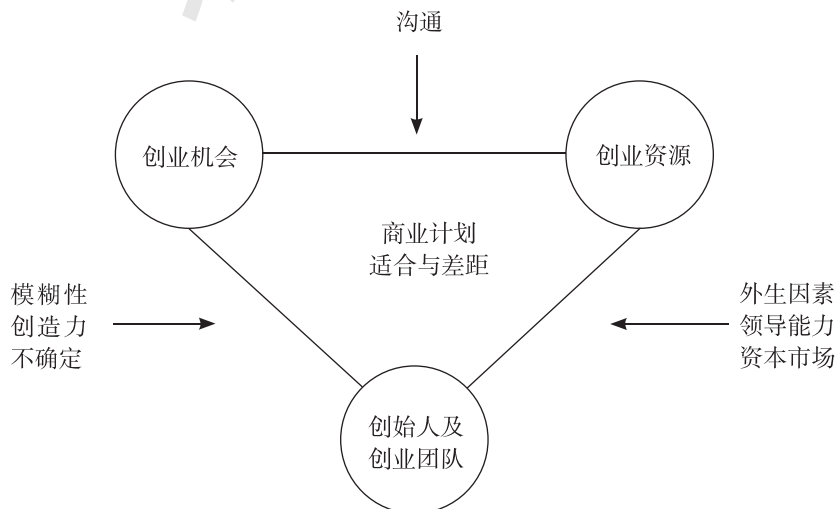 沟通
创业机会
创业资源
商业计划
适合与差距
模糊性
创造力
不确定
外生因素
领导能力
资本市场
创始人及
创业团队